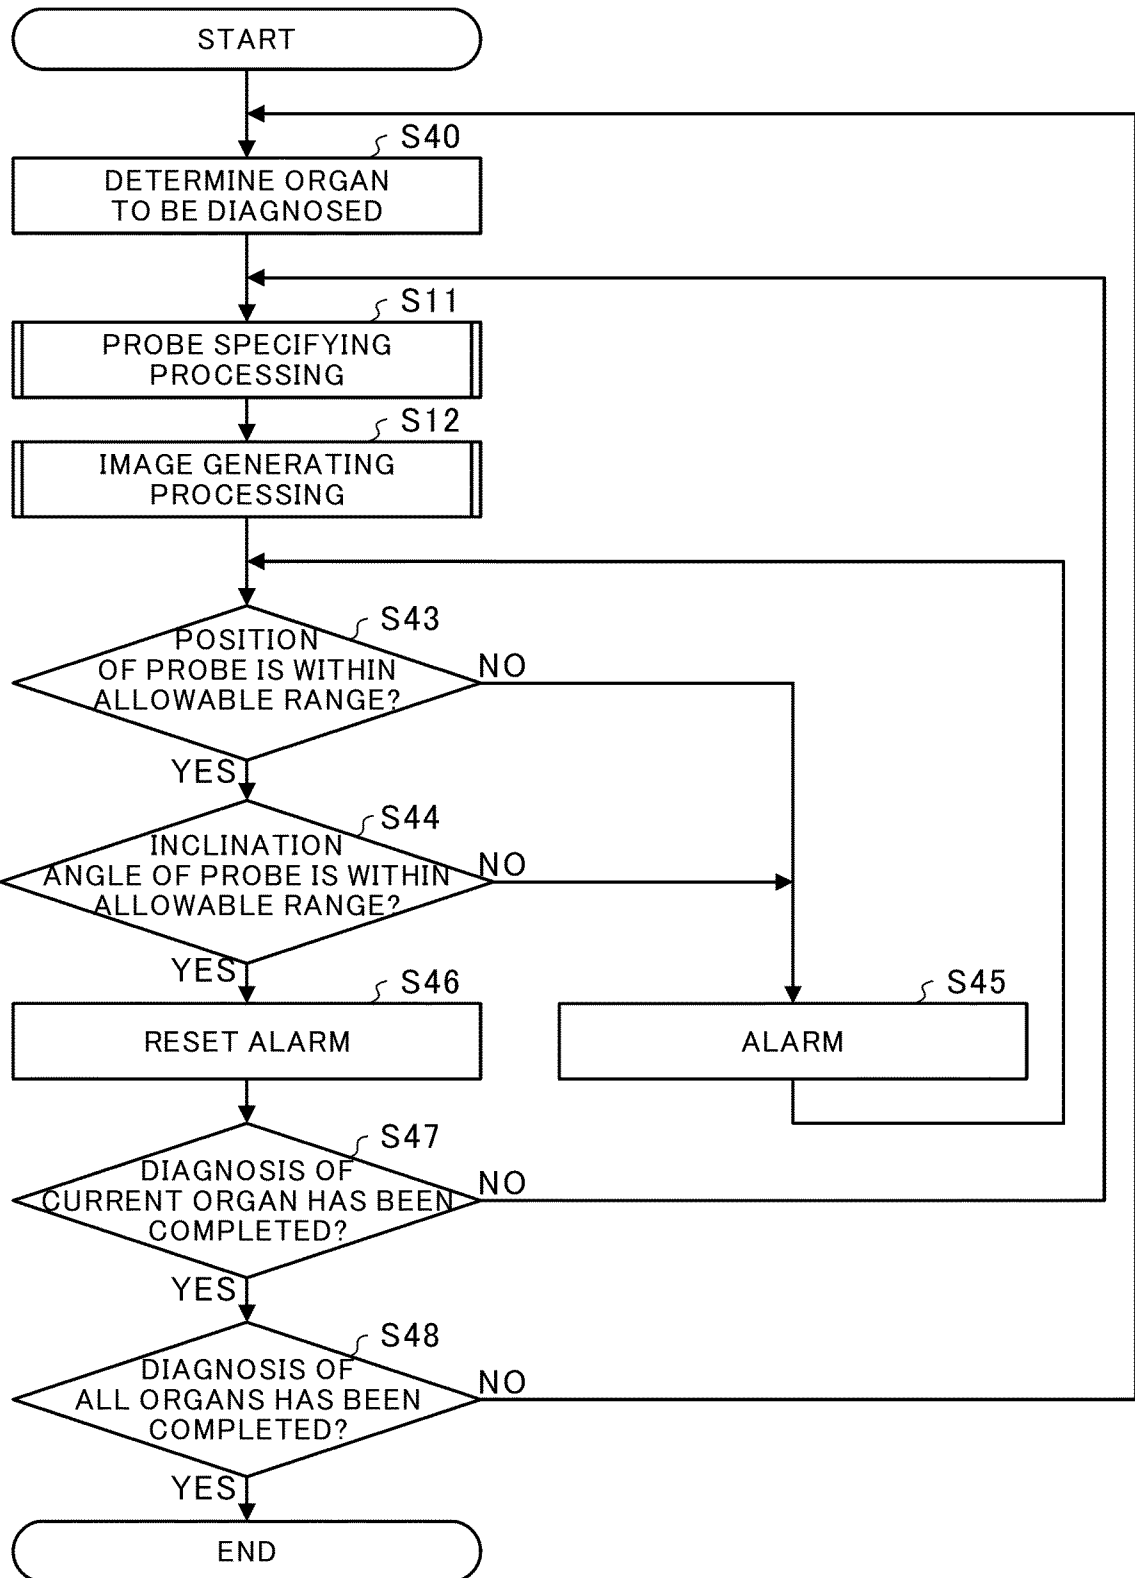 START
S40
DETERMINE ORGAN
TO BE DIAGNOSED
S11
PROBE SPECIFYING
PROCESSING
S12
IMAGE GENERATING
PROCESSING
S43
POSITION
OF PROBE IS WITHIN
ALLOWABLE RANGE?
NO
YES
S44
INCLINATION
ANGLE OF PROBE IS WITHIN
ALLOWABLE RANGE?
NO
YES
S46
RESET ALARM
S45
ALARM
S47
DIAGNOSIS OF
CURRENT ORGAN HAS BEEN
COMPLETED?
NO
YES
S48
DIAGNOSIS OF
ALL ORGANS HAS BEEN
COMPLETED?
NO
YES
END